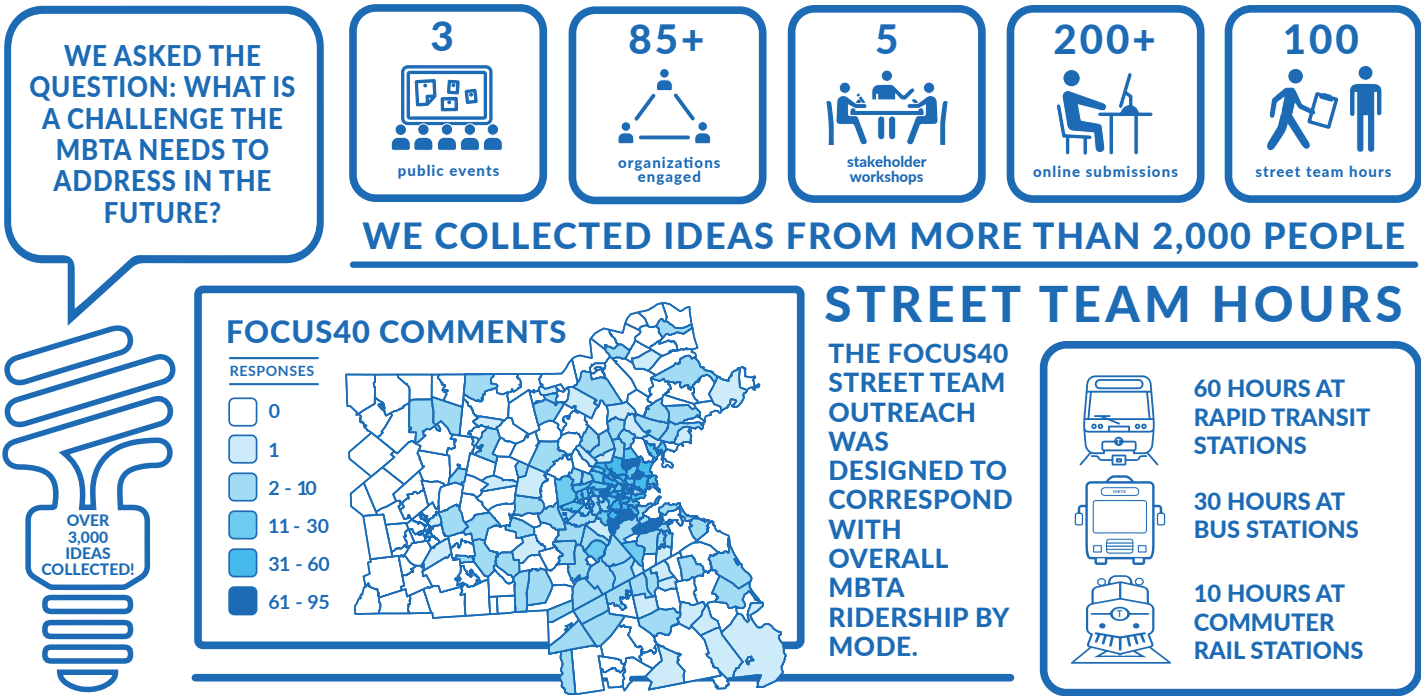 WE ASKED THE
QUESTION: WHAT IS
A CHALLENGE THE
MBTA NEEDS TO
ADDRESS IN THE
FUTURE?
3
public events
85+
organizations
engaged
5
stakeholder
workshops
200+
online submissions
100
street team hours
WE COLLECTED IDEAS FROM MORE THAN 2,000 PEOPLE
OVER
3,000
IDEAS
COLLECTED!
FOCUS40 COMMENTS
RESPONSES
0
1
2 - 10
11 - 30
31 - 60
61 - 95
STREET TEAM HOURS
THE FOCUS40
STREET TEAM
OUTREACH
WAS
DESIGNED TO
CORRESPOND
WITH
OVERALL
MBTA
RIDERSHIP BY
MODE.
T
60 HOURS AT
RAPID TRANSIT
STATIONS
MBTA
30 HOURS AT
BUS STATIONS
T
10 HOURS AT
COMMUTER
RAIL STATIONS